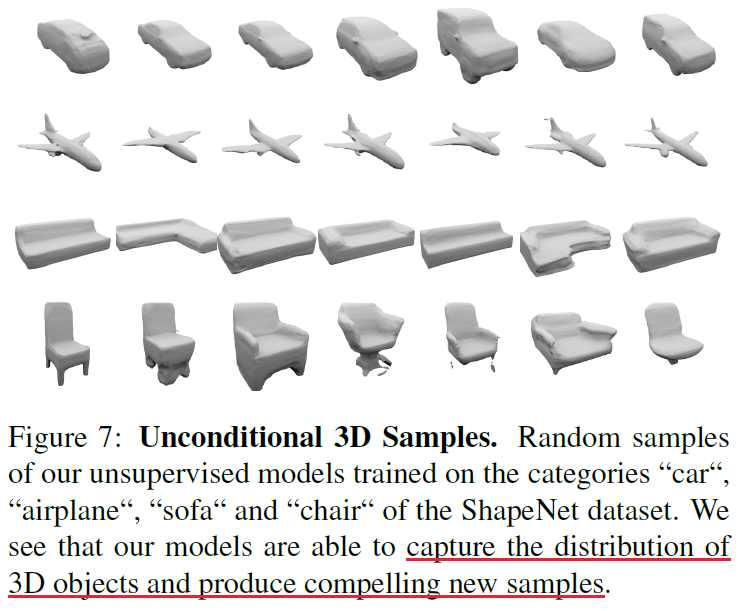 Figure 7: Unconditional 3D Samples. Random samples
of our unsupervised models trained on the categories “car“,
“airplane“, “sofa“ and “chair“ of the ShapeNet dataset. We
see that our models are able to capture the distribution of
3D objects and produce compelling new samples.